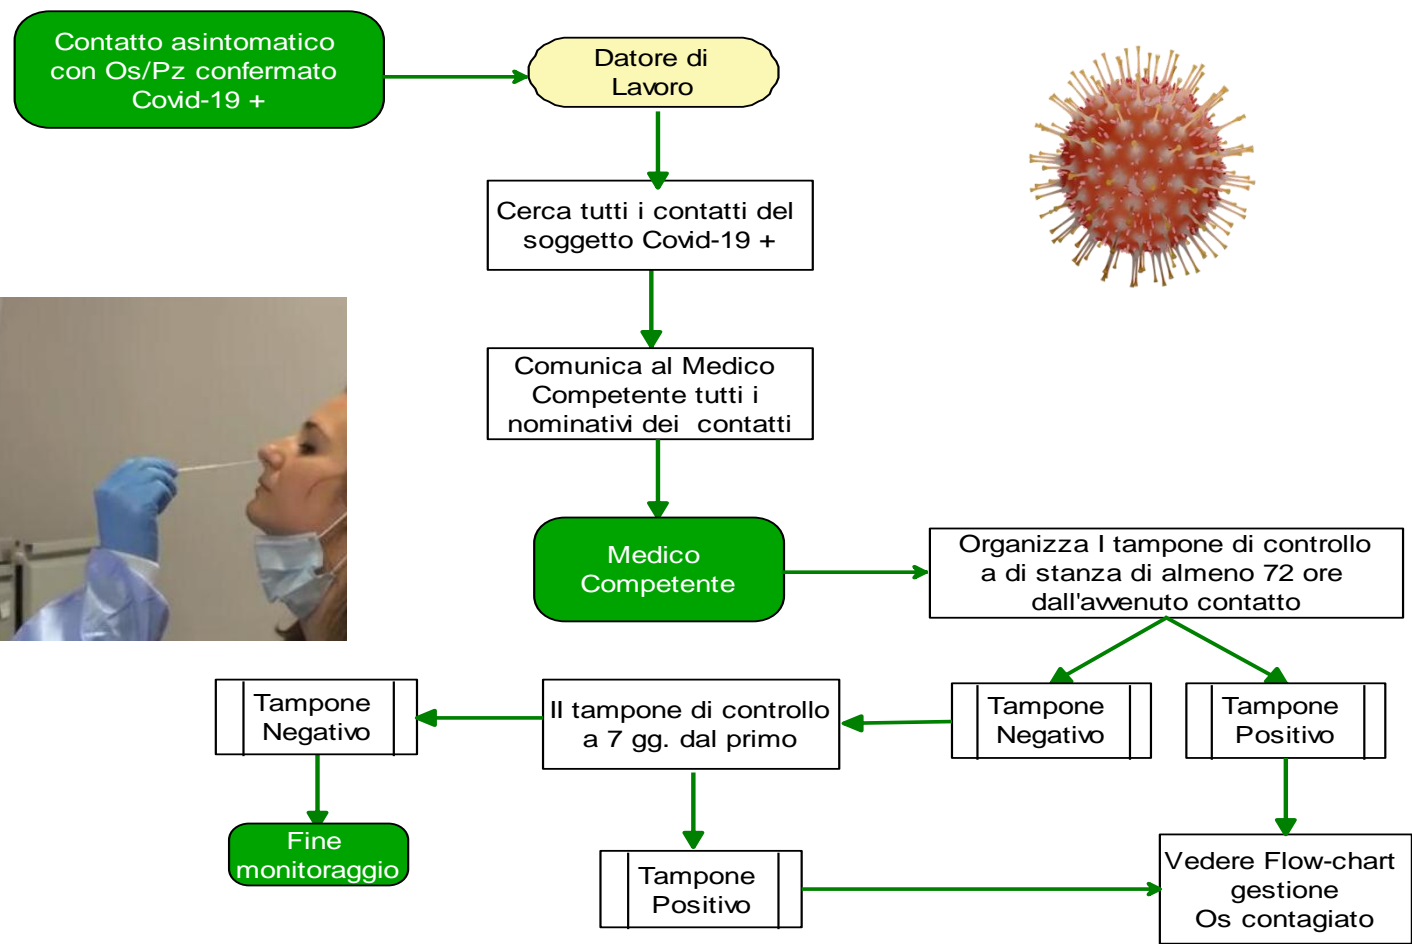 Contatto asintomatico
con Os/Pz confermato
Covid-19 +
Datore di
Lavoro
Cerca tutti i contatti del
soggetto Covid-19 +
Comunica al Medico
Competente tutti i
nominativi dei contatti
Medico
Competente
Organizza I tampone di controllo
a di stanza di almeno 72 ore
dall'avvenuto contatto
Tampone
Negativo
II tampone di controllo
a 7 gg. dal primo
Tampone
Negativo
Tampone
Positivo
Fine
monitoraggio
Tampone
Positivo
Vedere Flow-chart
gestione
Os contagiato